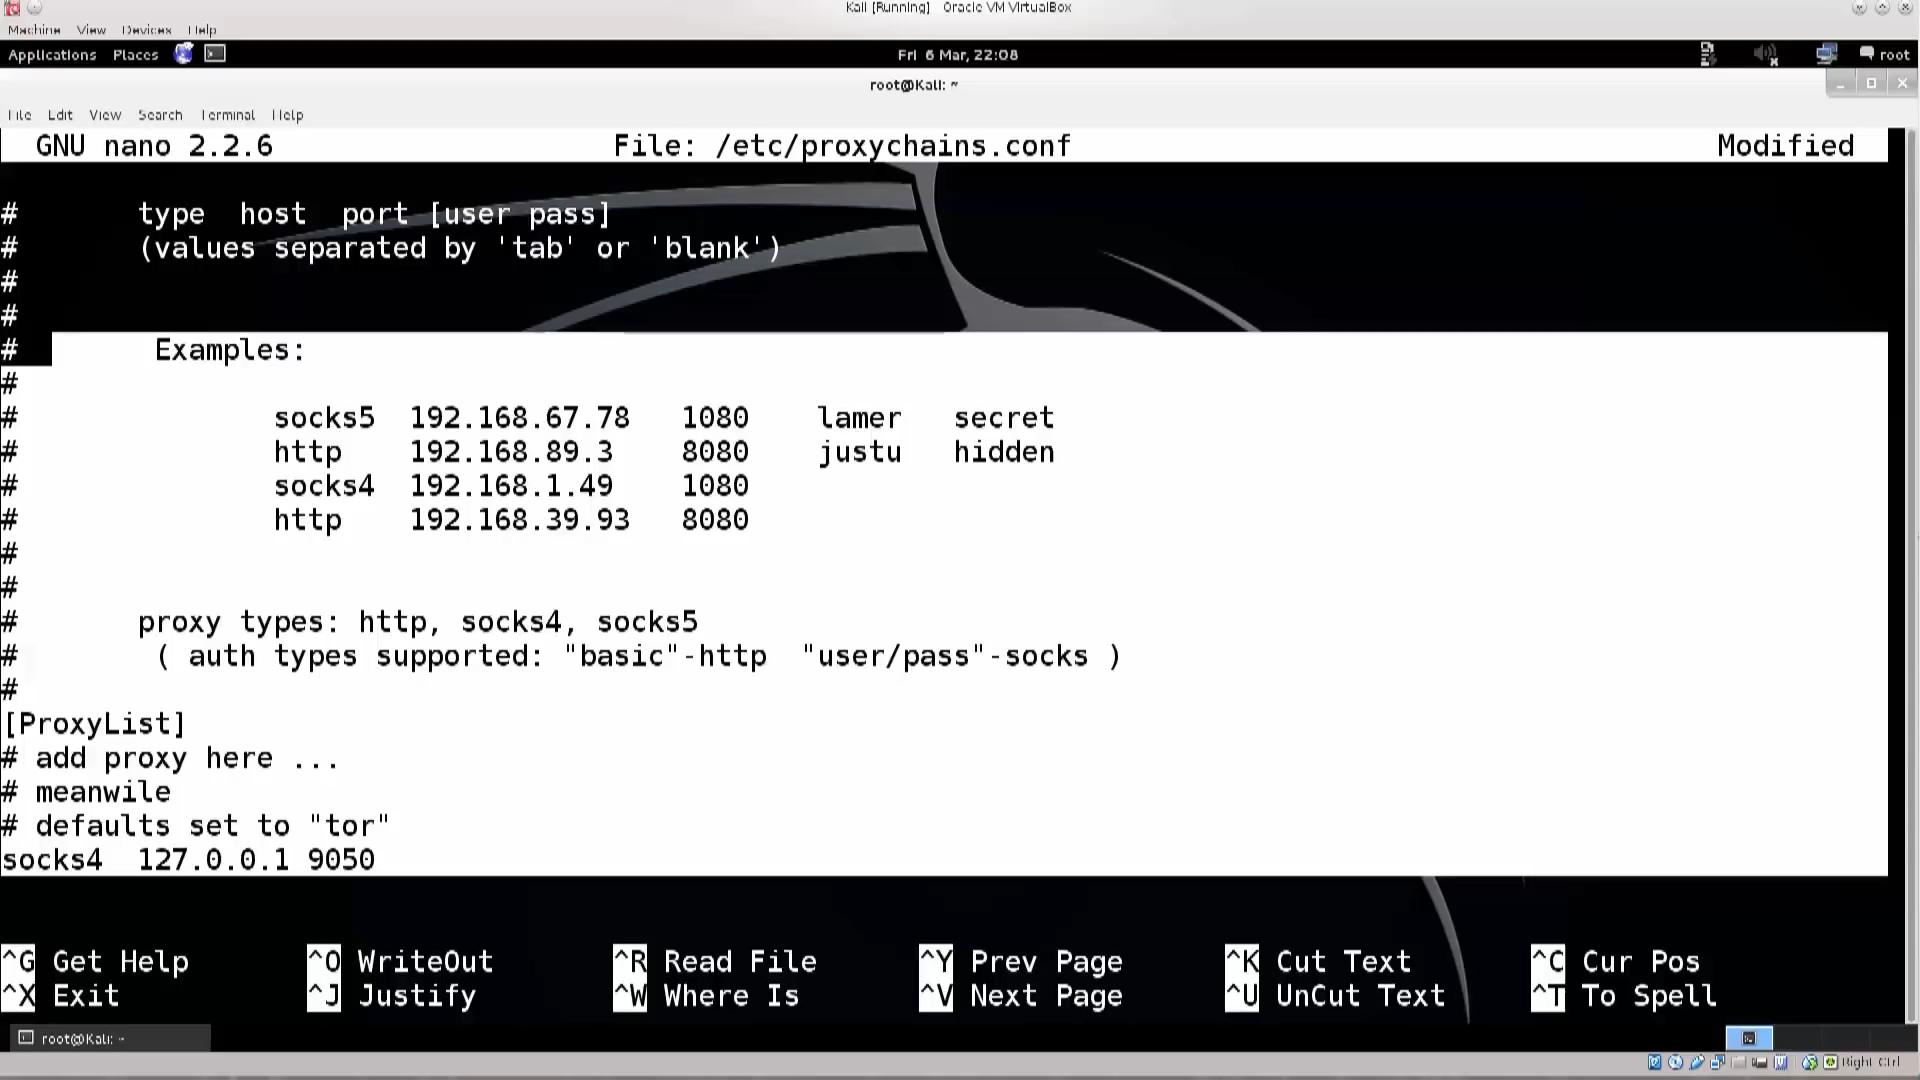 Kali [Running] - Oracle VM VirtualBox
Machine View Devices Help
Applications Places Fri 6 Mar, 22:08 root
root@Kali: ~
File Edit View Search Terminal Help
GNU nano 2.2.6 File: /etc/proxychains.conf Modified
# type host port [user pass]
# (values separated by 'tab' or 'blank')
#
#
# Examples:
#
# socks5 192.168.67.78 1080 lamer secret
# http 192.168.89.3 8080 justu hidden
# socks4 192.168.1.49 1080
# http 192.168.39.93 8080
#
#
# proxy types: http, socks4, socks5
# ( auth types supported: "basic"-http "user/pass"-socks )
#
[ProxyList]
# add proxy here ...
# meanwile
# defaults set to "tor"
socks4 127.0.0.1 9050
^G Get Help ^O WriteOut ^R Read File ^Y Prev Page ^K Cut Text ^C Cur Pos
^X Exit ^J Justify ^W Where Is ^V Next Page ^U UnCut Text ^T To Spell
root@Kali: ~
Right Ctrl